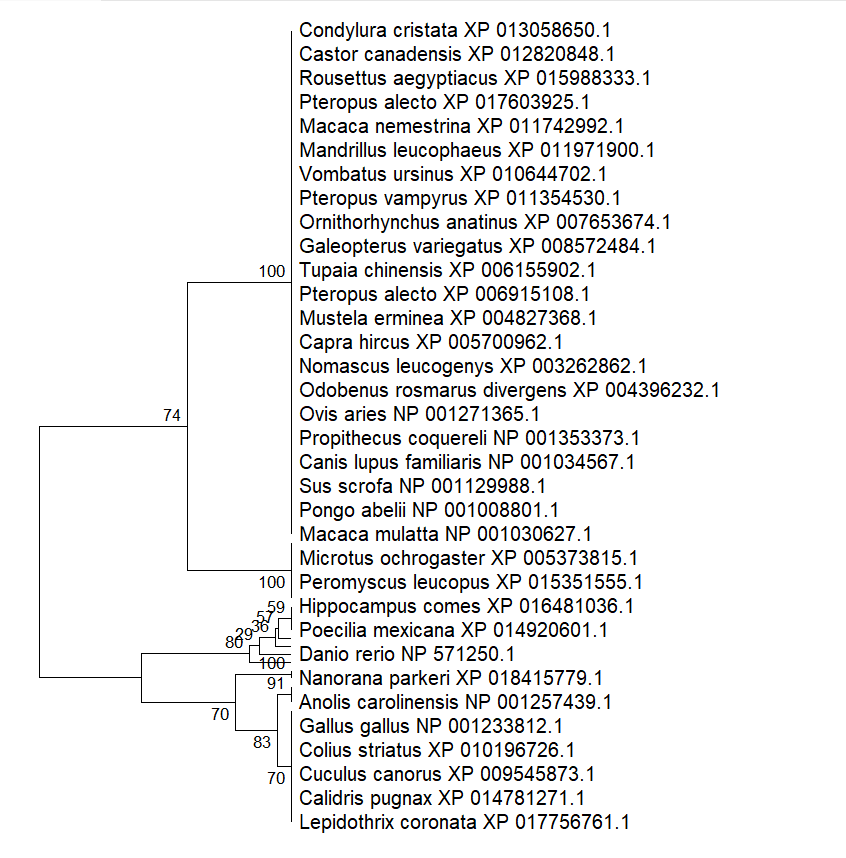 Condylura cristata XP 013058650.1
Castor canadensis XP 012820848.1
Rousettus aegyptiacus XP 015988333.1
Pteropus alecto XP 017603925.1
Macaca nemestrina XP 011742992.1
Mandrillus leucophaeus XP 011971900.1
Vombatus ursinus XP 010644702.1
Pteropus vampyrus XP 011354530.1
Ornithorhynchus anatinus XP 007653674.1
Galeopterus variegatus XP 008572484.1
100 Tupaia chinensis XP 006155902.1
Pteropus alecto XP 006915108.1
Mustela erminea XP 004827368.1
Capra hircus XP 005700962.1
Nomascus leucogenys XP 003262862.1
Odobenus rosmarus divergens XP 004396232.1
74 Ovis aries NP 001271365.1
Propithecus coquereli NP 001353373.1
Canis lupus familiaris NP 001034567.1
Sus scrofa NP 001129988.1
Pongo abelii NP 001008801.1
Macaca mulatta NP 001030627.1
Microtus ochrogaster XP 005373815.1
100 Peromyscus leucopus XP 015351555.1
59 Hippocampus comes XP 016481036.1
57
36 Poecilia mexicana XP 014920601.1
29
80 Danio rerio NP 571250.1
100
91 Nanorana parkeri XP 018415779.1
Anolis carolinensis NP 001257439.1
70 Gallus gallus NP 001233812.1
83 Colius striatus XP 010196726.1
70 Cuculus canorus XP 009545873.1
Calidris pugnax XP 014781271.1
Lepidothrix coronata XP 017756761.1